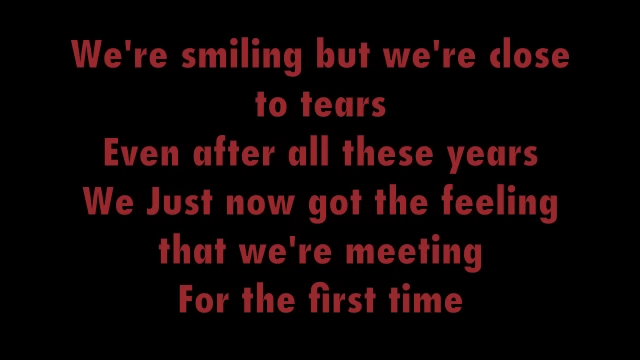 We're smiling but we're close
to tears
Even after all these years
We Just now got the feeling
that we're meeting
For the first time